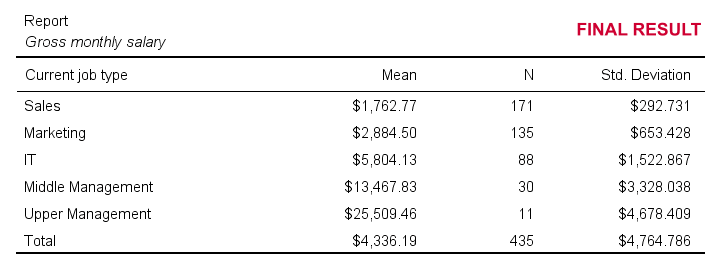 Report
Gross monthly salary
FINAL RESULT
Current job type Mean N Std. Deviation
Sales $1,762.77 171 $292.731
Marketing $2,884.50 135 $653.428
IT $5,804.13 88 $1,522.867
Middle Management $13,467.83 30 $3,328.038
Upper Management $25,509.46 11 $4,678.409
Total $4,336.19 435 $4,764.786